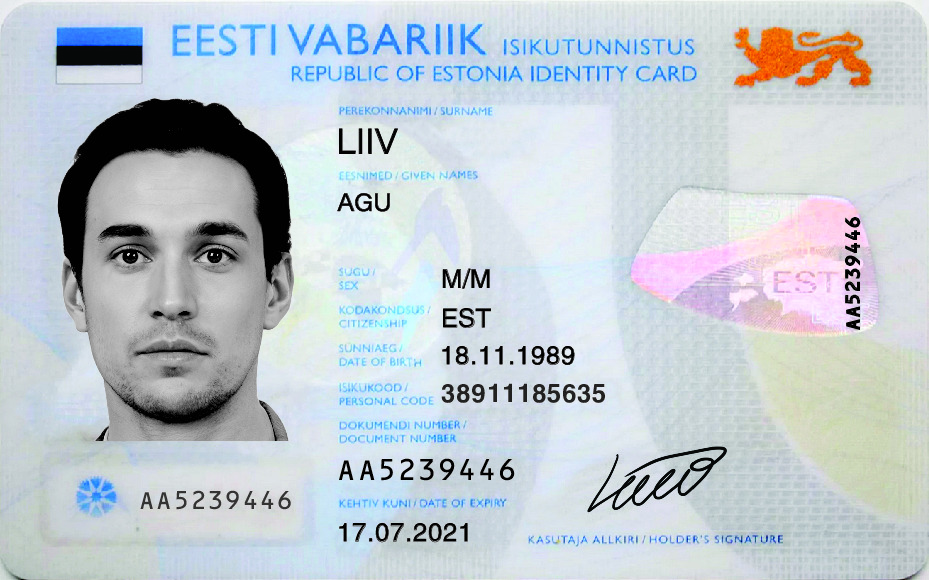 EESTI VABARIIK ISIKUTUNNISTUS
REPUBLIC OF ESTONIA IDENTITY CARD
PEREKONNANIMI / SURNAME
LIIV
EESNIMED / GIVEN NAMES
AGU
SUGU /
SEX
M/M
KODAKONDSUS /
CITIZENSHIP
EST
SÜNNIAEG /
DATE OF BIRTH
18.11.1989
ISIKUKOOD /
PERSONAL CODE
38911185635
DOKUMENDI NUMBER /
DOCUMENT NUMBER
AA5239446
KEHTIV KUNI / DATE OF EXPIRY
17.07.2021
EST
AA5239446
AA5239446
KASUTAJA ALLKIRI / HOLDER'S SIGNATURE